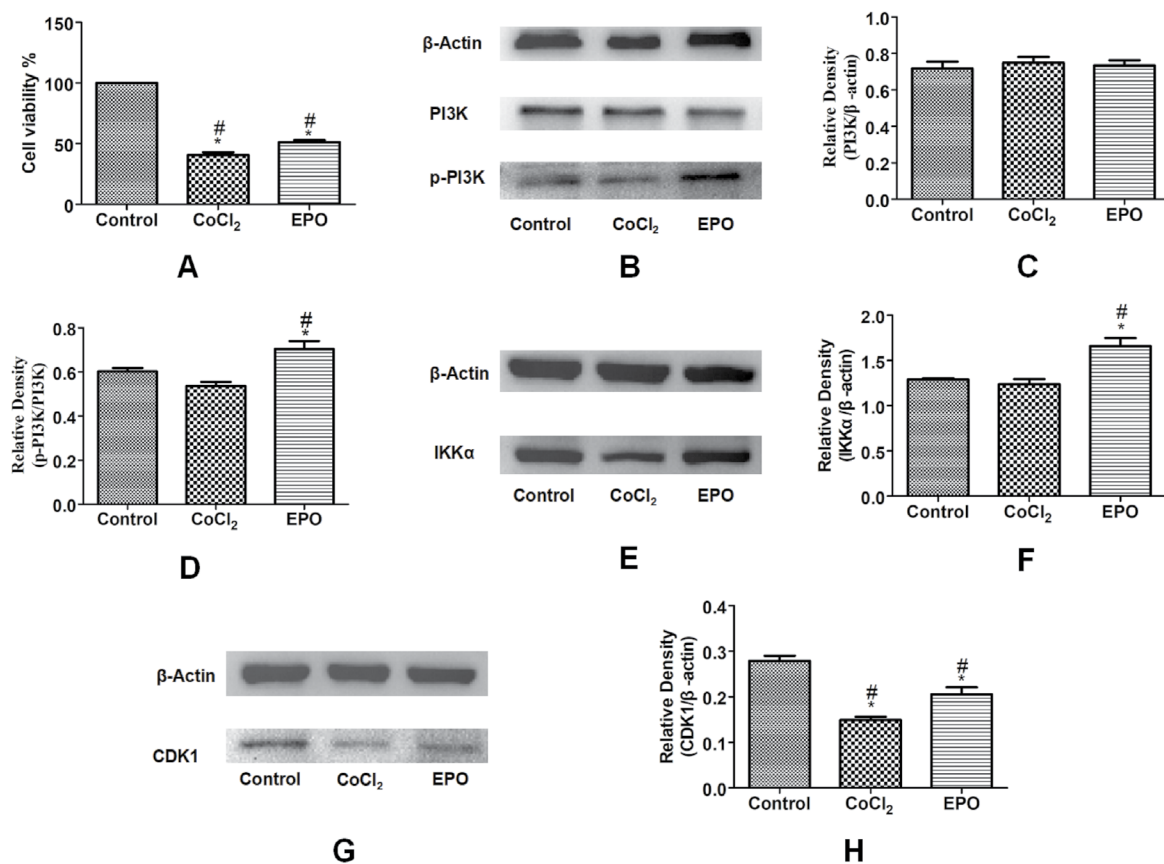 Cell viability %
150
100
50
0
#
*
#
*
Control
CoCl₂
EPO
A
β-Actin
PI3K
p-PI3K
Control
CoCl₂
EPO
B
Relative Density
(PI3K/β -actin)
1.0
0.8
0.6
0.4
0.2
0.0
Control
CoCl₂
EPO
C
Relative Density
(p-PI3K/PI3K)
0.8
0.6
0.4
0.2
0.0
#
*
Control
CoCl₂
EPO
D
β-Actin
IKKα
Control
CoCl₂
EPO
E
Relative Density
(IKKα /β -actin)
2.0
1.5
1.0
0.5
0.0
#
*
Control
CoCl₂
EPO
F
β-Actin
CDK1
Control
CoCl₂
EPO
G
Relative Density
(CDK1/β -actin)
0.4
0.3
0.2
0.1
0.0
#
*
#
*
Control
CoCl₂
EPO
H